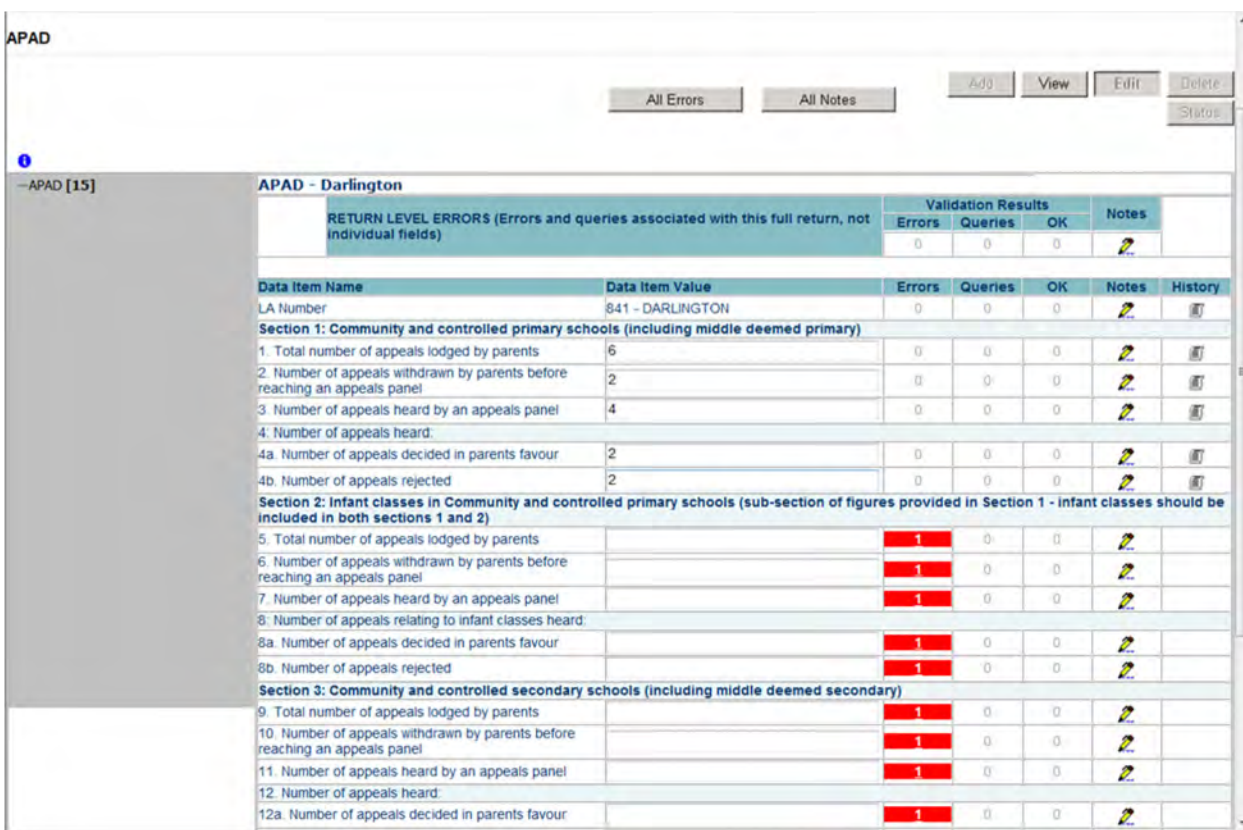 APAD
Add View Edit Delete
All Errors All Notes
Status
APAD [15]
APAD - Darlington
RETURN LEVEL ERRORS (Errors and queries associated with this full return, not
individual fields)
Validation Results
Errors Queries OK
Notes
0 0 0
Data Item Name Data Item Value Errors Queries OK Notes History
LA Number 841 - DARLINGTON 0 0 0
Section 1: Community and controlled primary schools (including middle deemed primary)
1. Total number of appeals lodged by parents 6 0 0 0
2. Number of appeals withdrawn by parents before
reaching an appeals panel 2 0 0 0
3. Number of appeals heard by an appeals panel 4 0 0 0
4: Number of appeals heard:
4a. Number of appeals decided in parents favour 2 0 0 0
4b. Number of appeals rejected 2 0 0 0
Section 2: Infant classes in Community and controlled primary schools (sub-section of figures provided in Section 1 - infant classes should be
included in both sections 1 and 2)
5. Total number of appeals lodged by parents 1 0 0
6. Number of appeals withdrawn by parents before
reaching an appeals panel 1 0 0
7. Number of appeals heard by an appeals panel 1 0 0
8: Number of appeals relating to infant classes heard:
8a. Number of appeals decided in parents favour 1 0 0
8b. Number of appeals rejected 1 0 0
Section 3: Community and controlled secondary schools (including middle deemed secondary)
9. Total number of appeals lodged by parents 1 0 0
10. Number of appeals withdrawn by parents before
reaching an appeals panel 1 0 0
11. Number of appeals heard by an appeals panel 1 0 0
12. Number of appeals heard:
12a. Number of appeals decided in parents favour 1 0 0